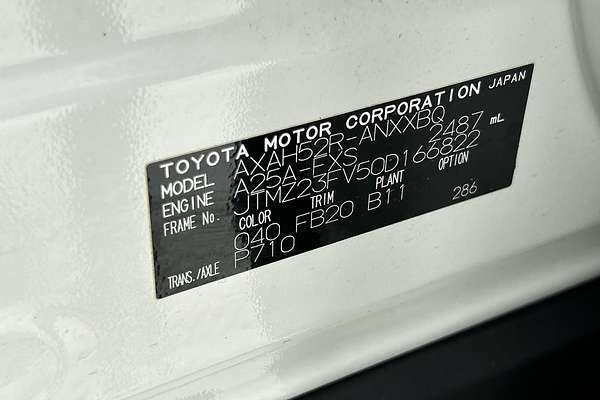 TOYOTA MOTOR CORPORATION JAPAN
MODEL AXAH52R-ANXXBQ
ENGINE A25A-FXS 2487 mL
FRAME No. JTMZ23FV50D163822
COLOR TRIM PLANT OPTION
040 FB20 B11 286
TRANS./AXLE P710